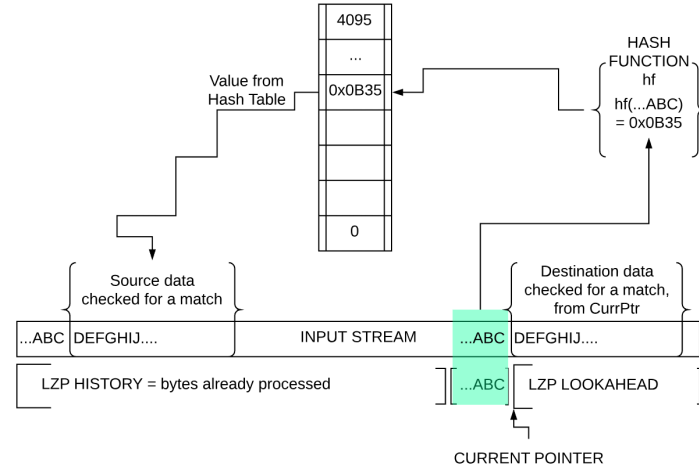 4095
...
0x0B35
0
Value from
Hash Table
HASH
FUNCTION
hf
hf(...ABC)
= 0x0B35
Source data
checked for a match
Destination data
checked for a match,
from CurrPtr
...ABC DEFGHIJ.... INPUT STREAM ...ABC DEFGHIJ....
LZP HISTORY = bytes already processed ...ABC LZP LOOKAHEAD
CURRENT POINTER